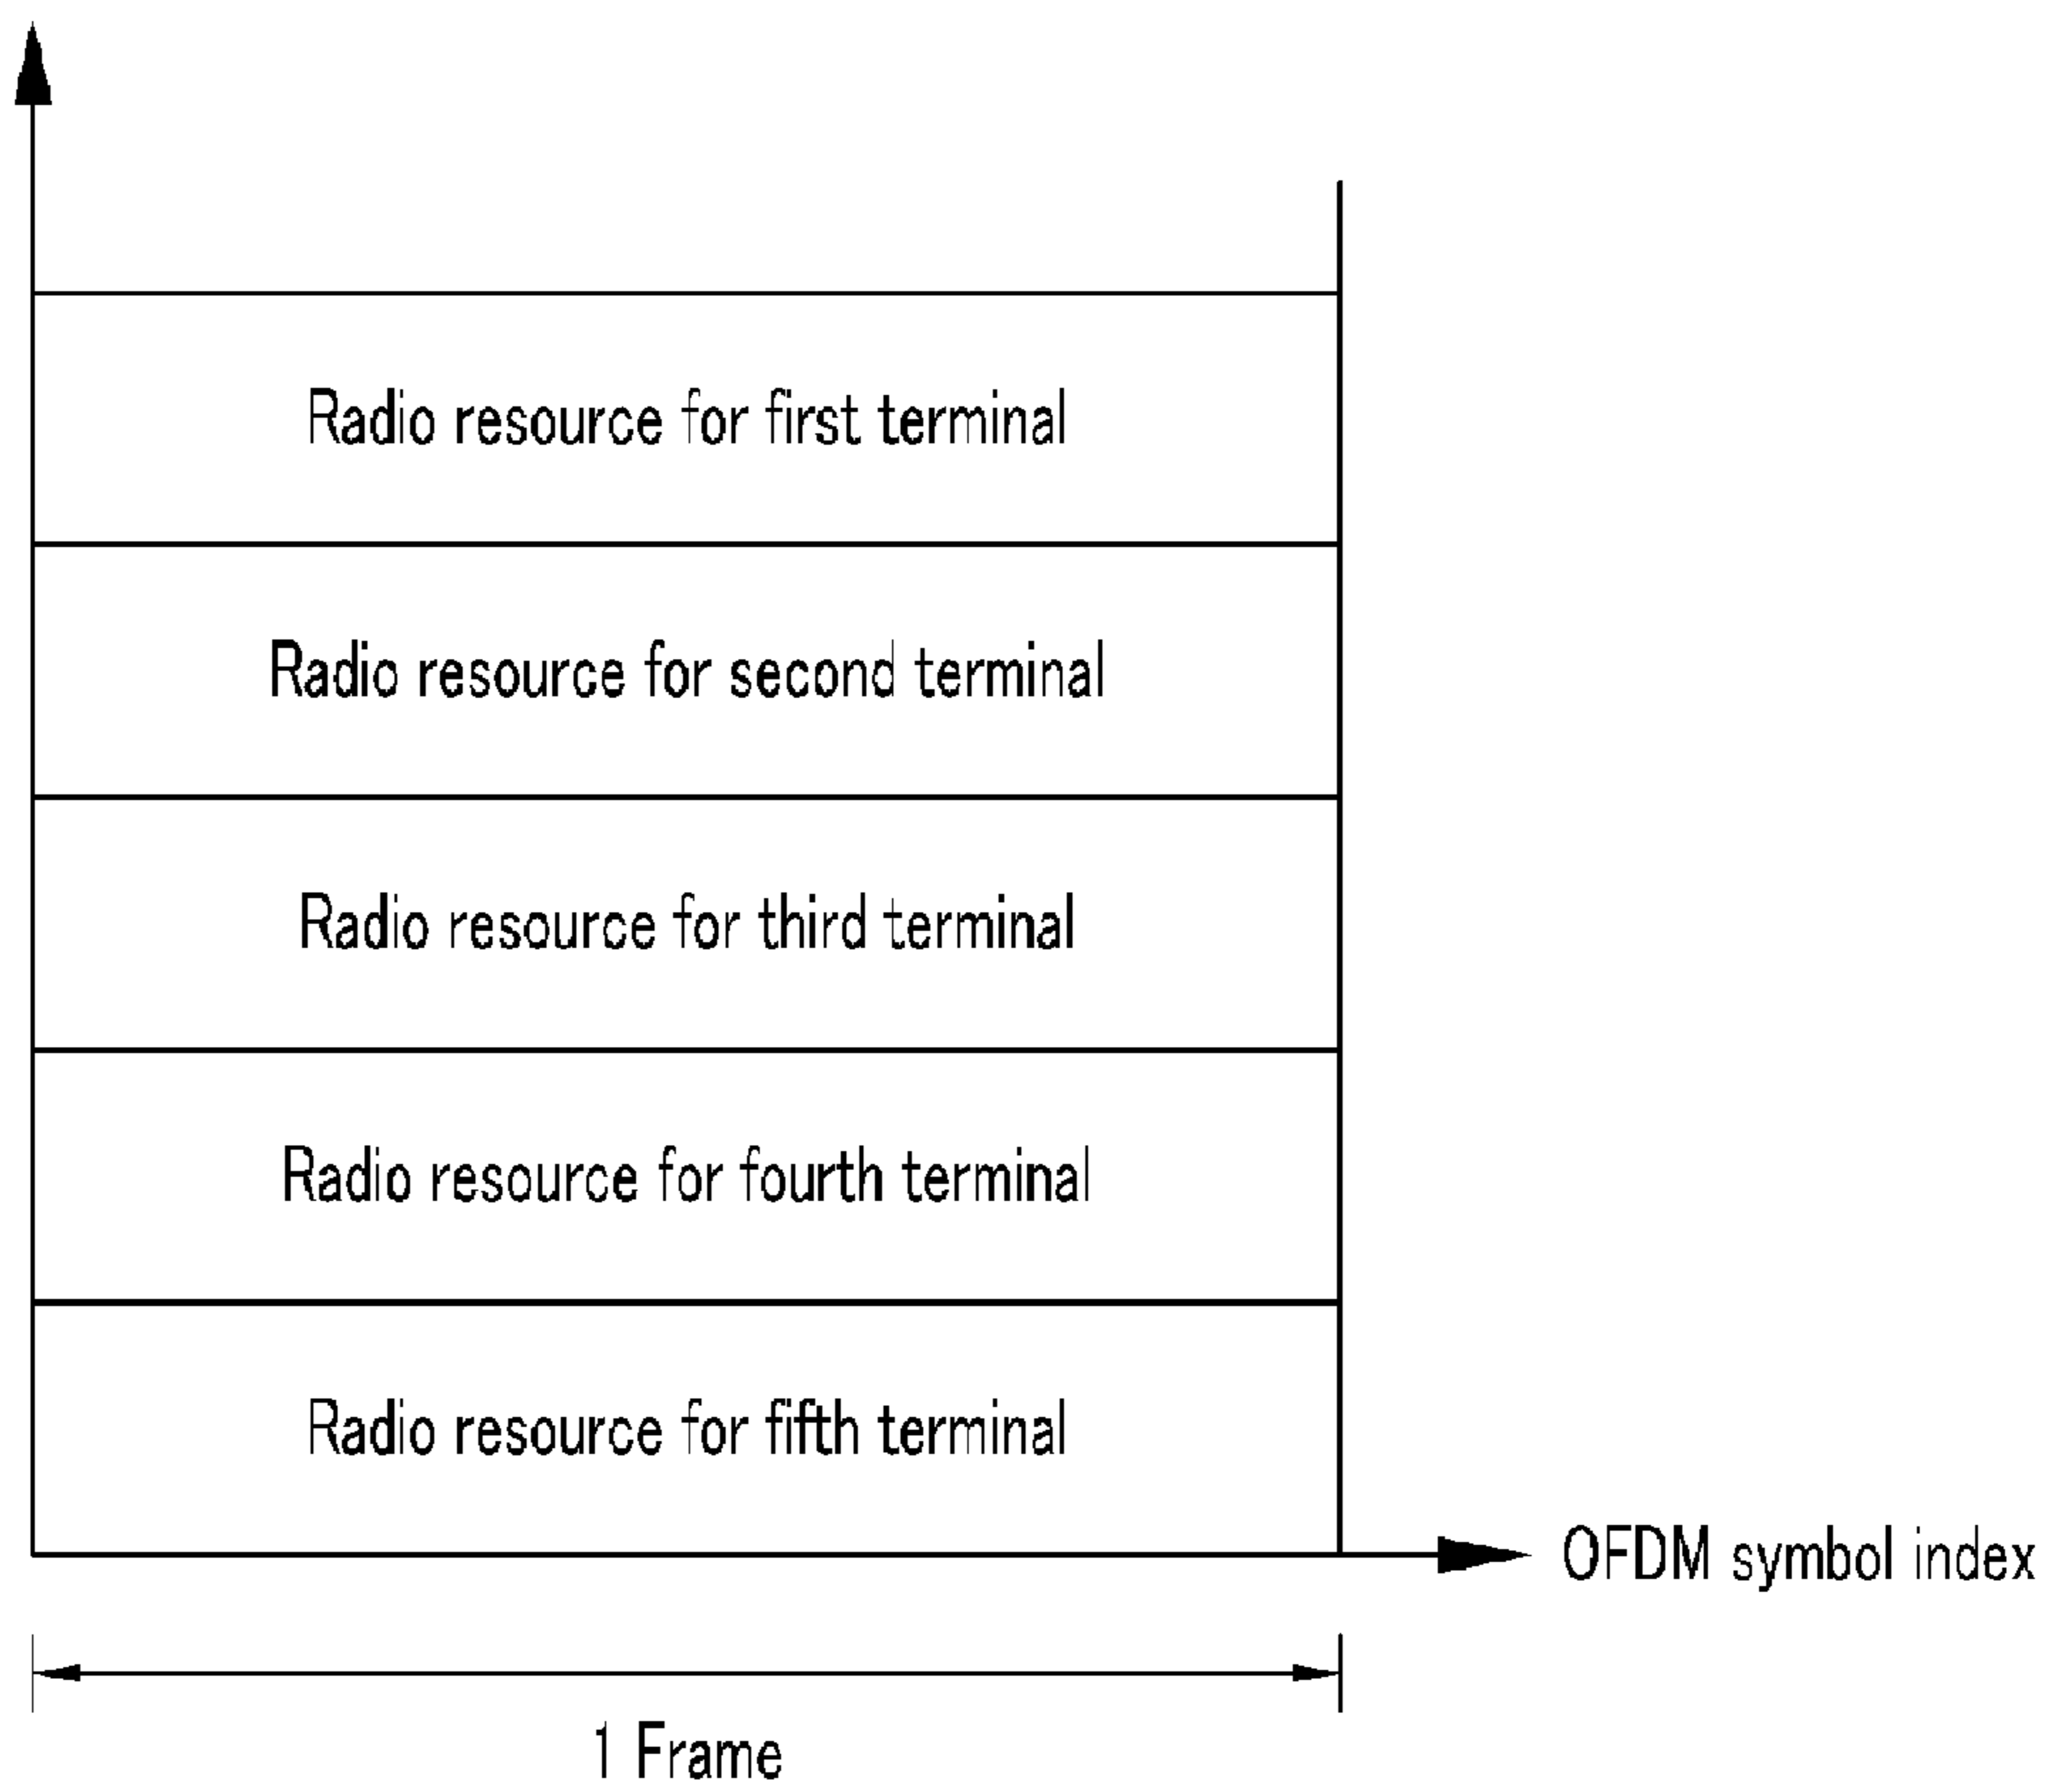 Radio resource for first terminal
Radio resource for second terminal
Radio resource for third terminal
Radio resource for fourth terminal
Radio resource for fifth terminal
OFDM symbol index
1 Frame